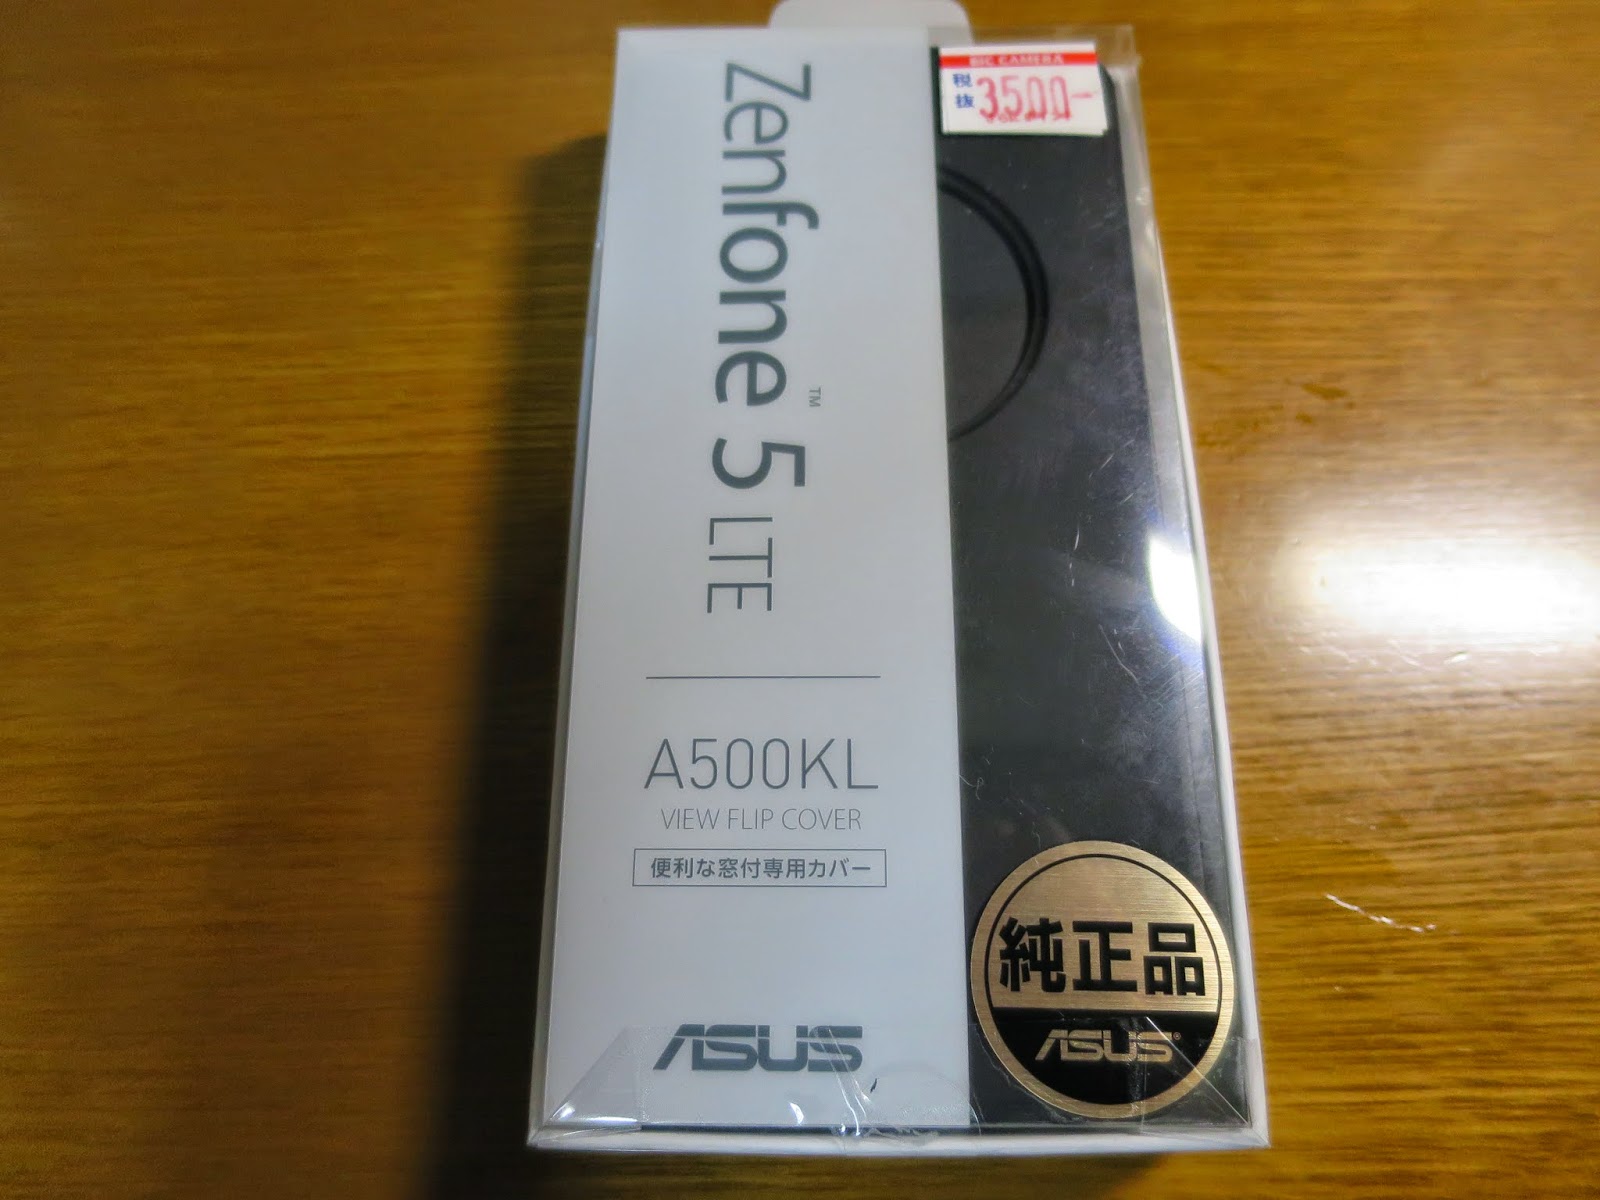 BIC CAMERA
税抜 3500-
Zenfone™ 5 LTE
A500KL
VIEW FLIP COVER
便利な窓付専用カバー
ASUS
純正品
ASUS®